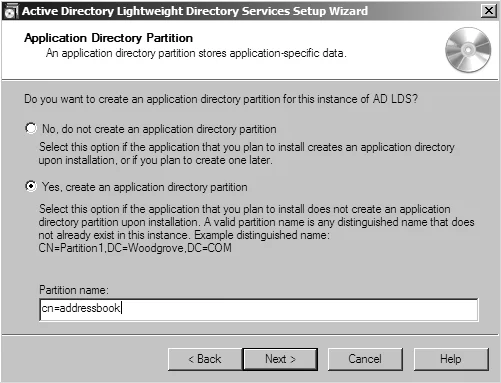 Active Directory Lightweight Directory Services Setup Wizard
Application Directory Partition
An application directory partition stores application-specific data.
Do you want to create an application directory partition for this instance of AD LDS?
No, do not create an application directory partition
Select this option if the application that you plan to install creates an application directory
upon installation, or if you plan to create one later.
Yes, create an application directory partition
Select this option if the application that you plan to install does not create an application
directory partition upon installation. A valid partition name is any distinguished name that does
not already exist in this instance. Example distinguished name:
CN=Partition1,DC=Woodgrove,DC=COM
Partition name:
cn=addressbook
< Back Next > Cancel Help